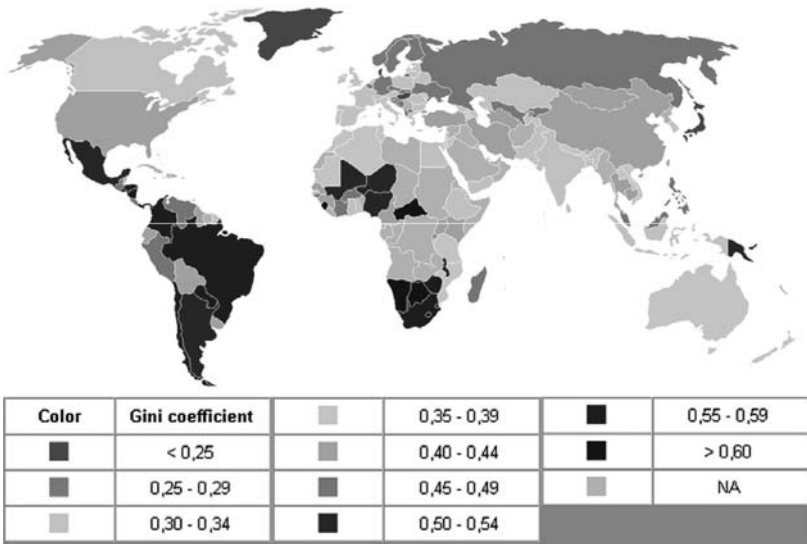 Color Gini coefficient 0,35 - 0,39 0,55 - 0,59
< 0,25 0,40 - 0,44 > 0,60
0,25 - 0,29 0,45 - 0,49 NA
0,30 - 0,34 0,50 - 0,54